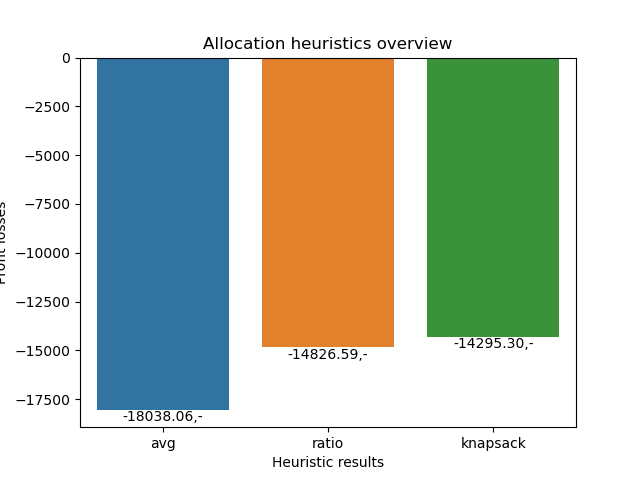 Allocation heuristics overview
0
−2500
−5000
−7500
−10000
−12500
−15000
−17500
Profit losses
-18038.06,-
-14826.59,-
-14295.30,-
avg
ratio
knapsack
Heuristic results